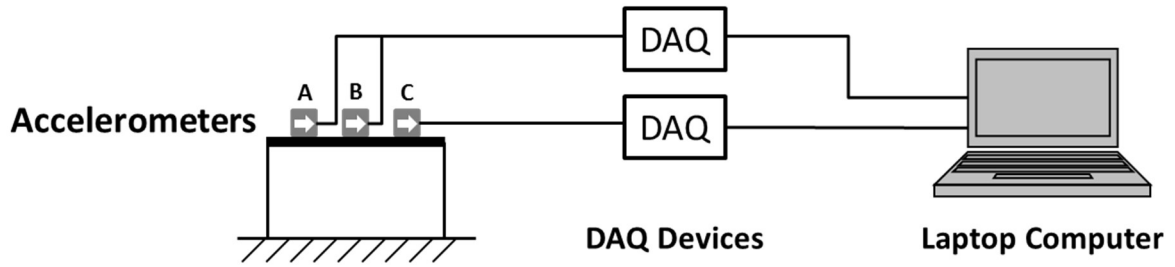 DAQ
A B C
Accelerometers
DAQ
DAQ Devices
Laptop Computer